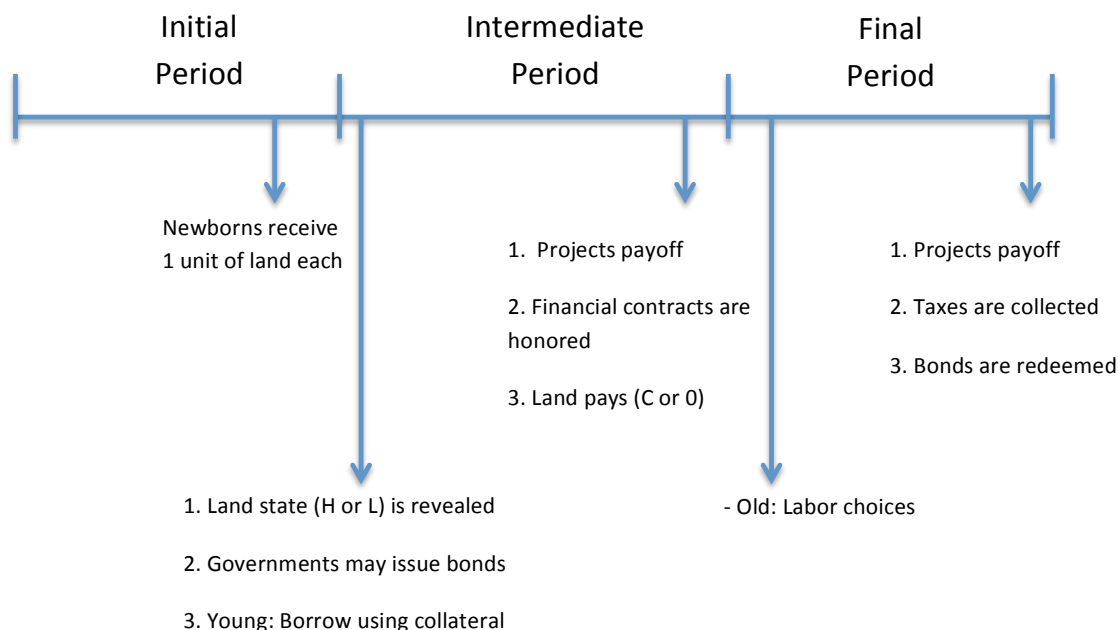 Initial
Period
Intermediate
Period
Final
Period
Newborns receive
1 unit of land each
1. Projects payoff
2. Financial contracts are
honored
3. Land pays (C or 0)
1. Projects payoff
2. Taxes are collected
3. Bonds are redeemed
1. Land state (H or L) is revealed
2. Governments may issue bonds
3. Young: Borrow using collateral
- Old: Labor choices